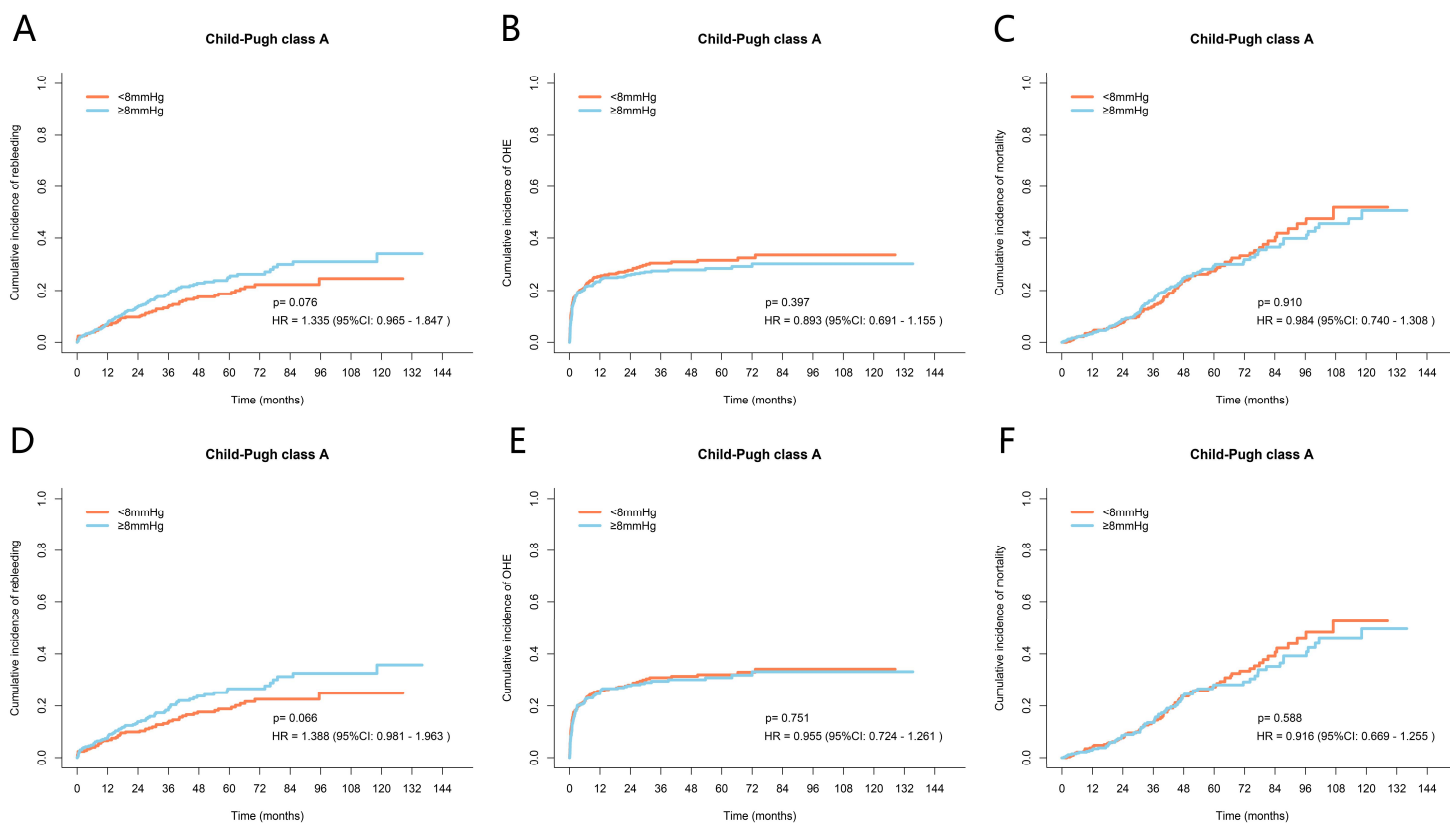 A
Child-Pugh class A
Cumulative incidence of rebleeding
1.0
0.8
0.6
0.4
0.2
0.0
<8mmHg
≥8mmHg
p= 0.076
HR = 1.335 (95%CI: 0.965 - 1.847 )
0 12 24 36 48 60 72 84 96 108 120 144
Time (months)
B
Child-Pugh class A
Cumulative incidence of OHE
1.0
0.8
0.6
0.4
0.2
0.0
<8mmHg
≥8mmHg
p= 0.397
HR = 0.893 (95%CI: 0.691 - 1.155 )
0 12 24 36 48 60 72 84 96 108 120 144
Time (months)
C
Child-Pugh class A
Cumulative incidence of mortality
1.0
0.8
0.6
0.4
0.2
0.0
<8mmHg
≥8mmHg
p= 0.910
HR = 0.984 (95%CI: 0.740 - 1.308 )
0 12 24 36 48 60 72 84 96 108 120 144
Time (months)
D
Child-Pugh class A
Cumulative incidence of rebleeding
1.0
0.8
0.6
0.4
0.2
0.0
<8mmHg
≥8mmHg
p= 0.066
HR = 1.388 (95%CI: 0.981 - 1.963 )
0 12 24 36 48 60 72 84 96 108 120 144
Time (months)
E
Child-Pugh class A
Cumulative incidence of OHE
1.0
0.8
0.6
0.4
0.2
0.0
<8mmHg
≥8mmHg
p= 0.751
HR = 0.955 (95%CI: 0.724 - 1.261 )
0 12 24 36 48 60 72 84 96 108 120 144
Time (months)
F
Child-Pugh class A
Cumulative incidence of mortality
1.0
0.8
0.6
0.4
0.2
0.0
<8mmHg
≥8mmHg
p= 0.588
HR = 0.916 (95%CI: 0.669 - 1.255 )
0 12 24 36 48 60 72 84 96 108 120 144
Time (months)